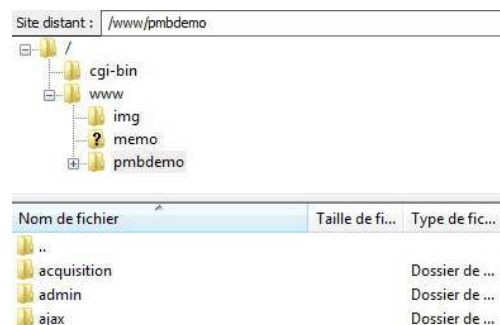 Site distant : /www/pmbdemo
/
cgi-bin
www
img
? memo
pmbdemo
Nom de fichier Taille de fi... Type de fic...
..
acquisition Dossier de ...
admin Dossier de ...
ajax Dossier de ...